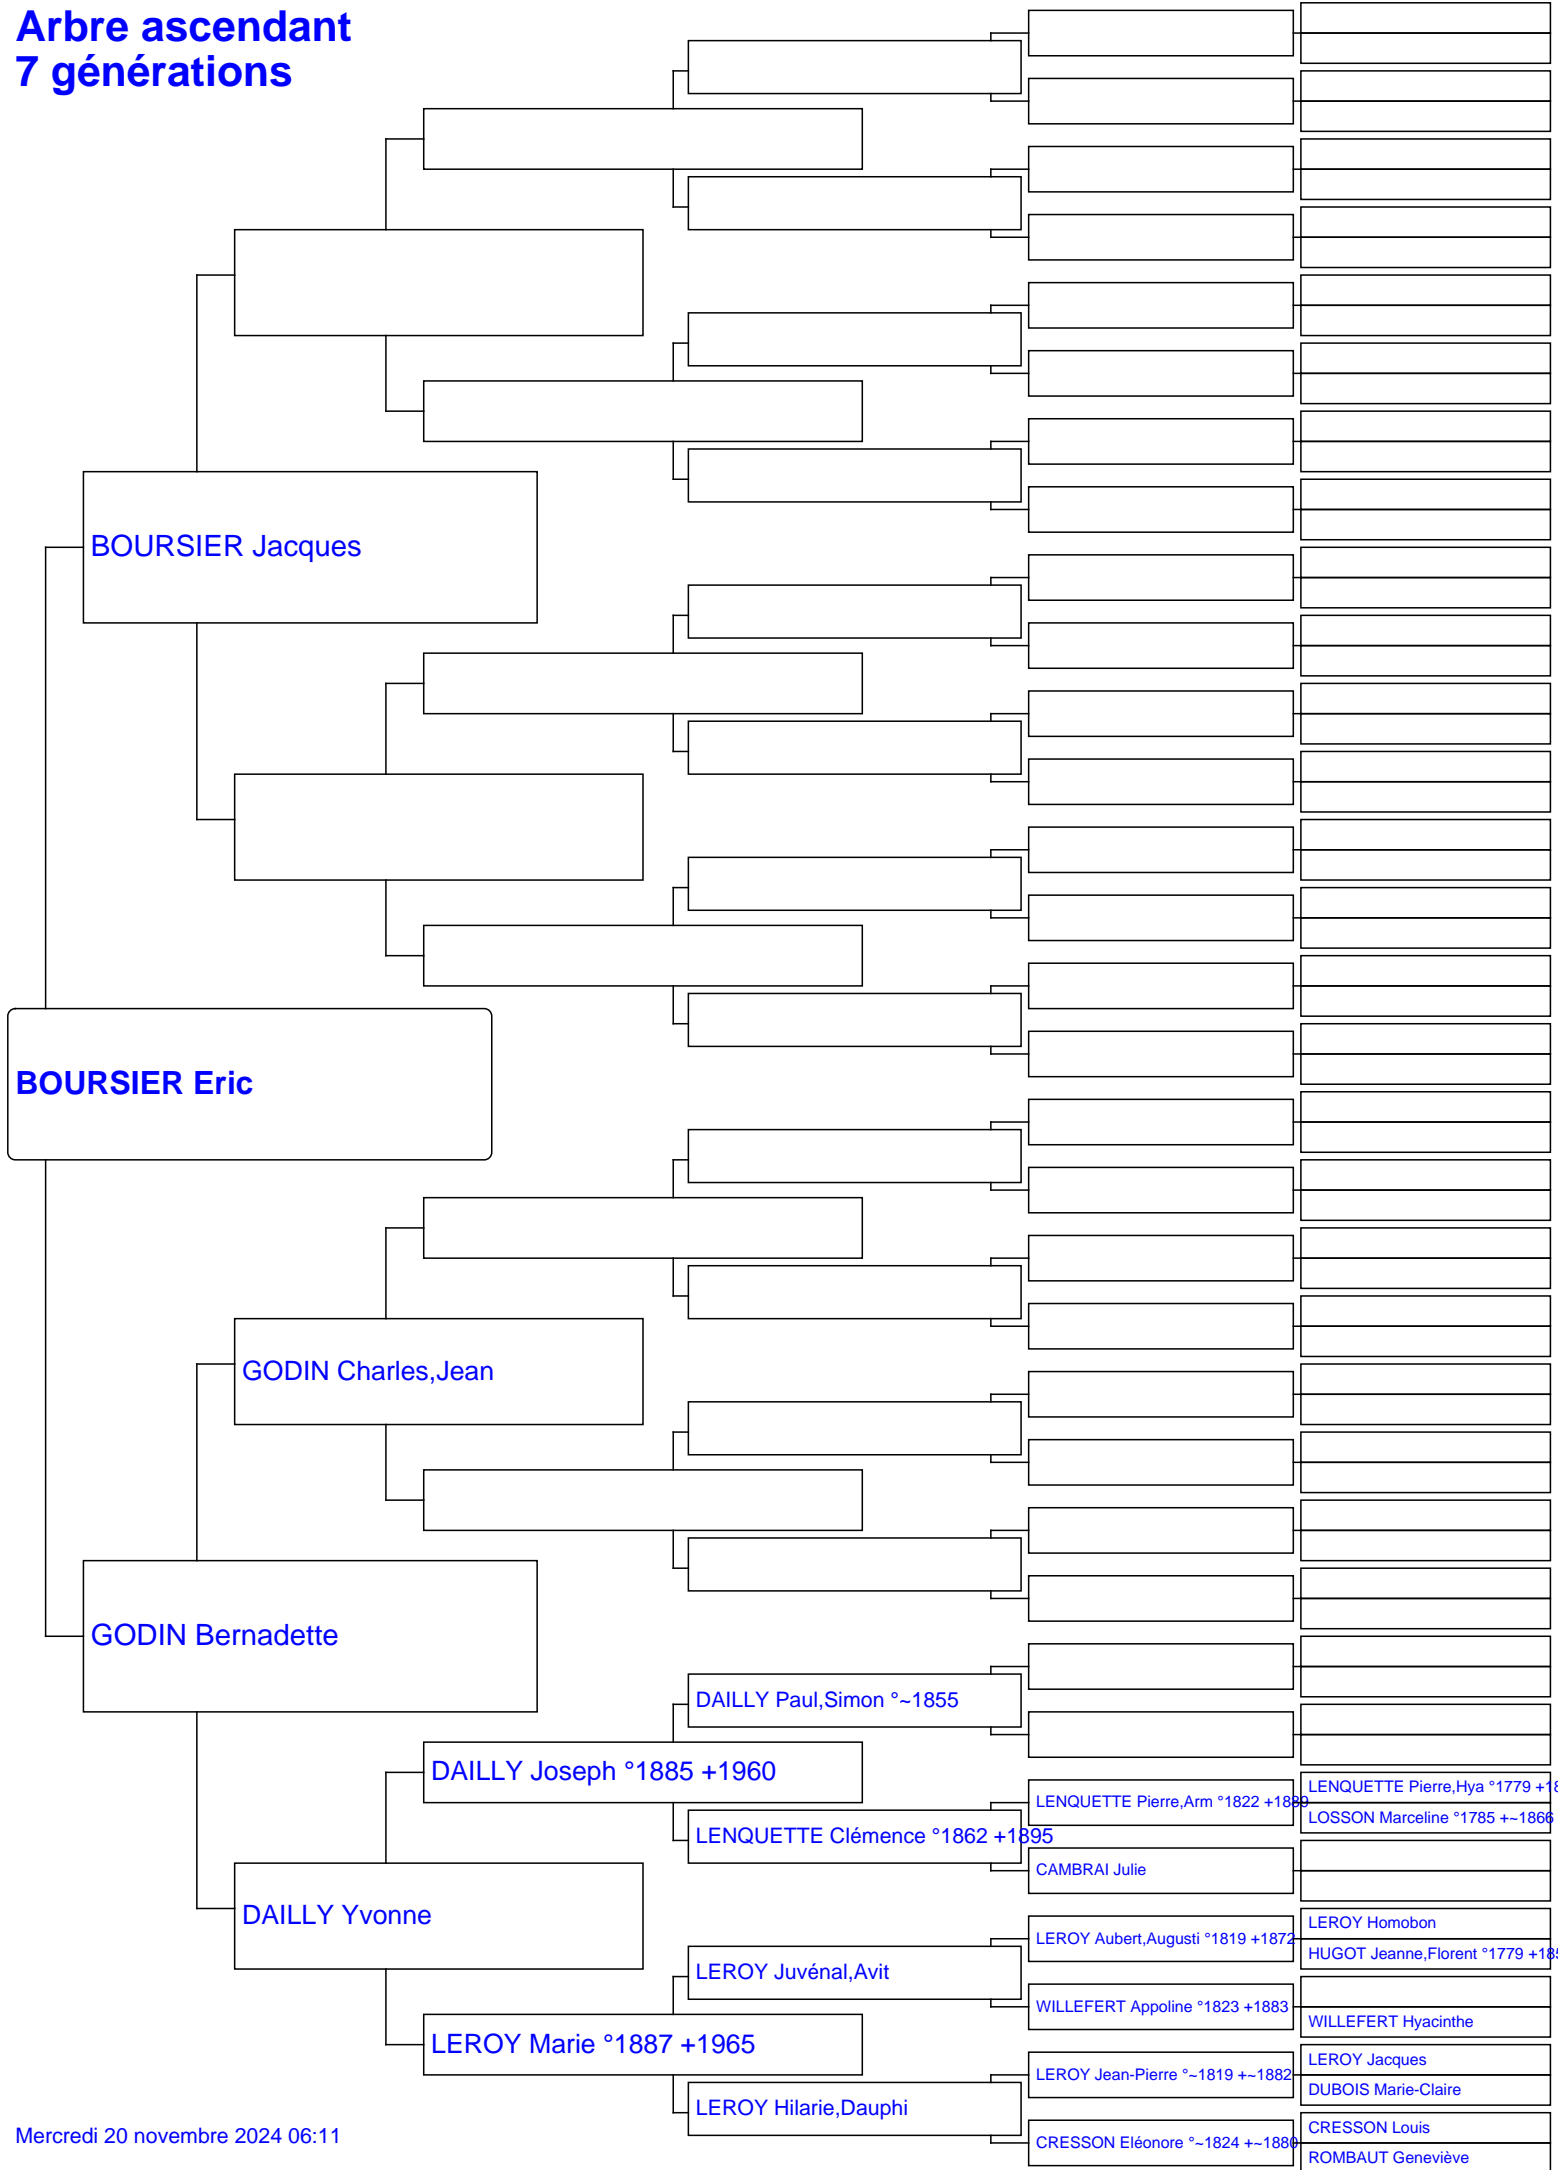 Arbre ascendant
7 générations
BOURSIER Jacques
BOURSIER Eric
GODIN Charles,Jean
GODIN Bernadette
DAILLY Paul,Simon °~1855
DAILLY Joseph °1885 +1960
LENQUETTE Pierre,Hya °1779 +18
LENQUETTE Pierre,Arm °1822 +1889
LOSSON Marceline °1785 +~1866
LENQUETTE Clémence °1862 +1895
CAMBRAI Julie
DAILLY Yvonne
LEROY Homobon
LEROY Aubert,Augusti °1819 +1872
HUGOT Jeanne,Florent °1779 +185
LEROY Juvénal,Avit
WILLEFERT Appoline °1823 +1883
WILLEFERT Hyacinthe
LEROY Marie °1887 +1965
LEROY Jacques
LEROY Jean-Pierre °~1819 +~1882
DUBOIS Marie-Claire
LEROY Hilarie,Dauphi
CRESSON Louis
CRESSON Eléonore °~1824 +~1880
ROMBAUT Geneviève
Mercredi 20 novembre 2024 06:11